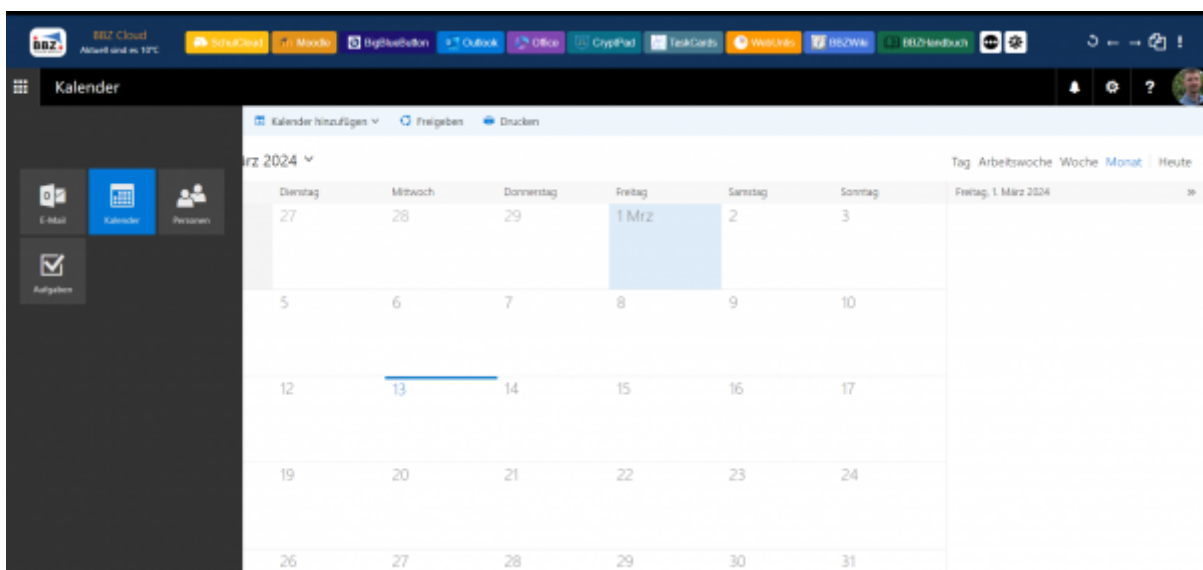 BBZ.
BBZ Cloud
Aktuell sind es 10°C
SchulCloud Moodle BigBlueButton Outlook Office CryptPad TaskCards WebUntis BBZWiki BBZHandbuch
Kalender
?
Kalender hinzufügen Freigeben Drucken
rz 2024
Tag Arbeitswoche Woche Monat Heute
Dienstag Mittwoch Donnerstag Freitag Samstag Sonntag Freitag, 1. März 2024
27 28 29 1 Mrz 2 3
E-Mail Kalender Personen
Aufgaben
5 6 7 8 9 10
12 13 14 15 16 17
19 20 21 22 23 24
26 27 28 29 30 31